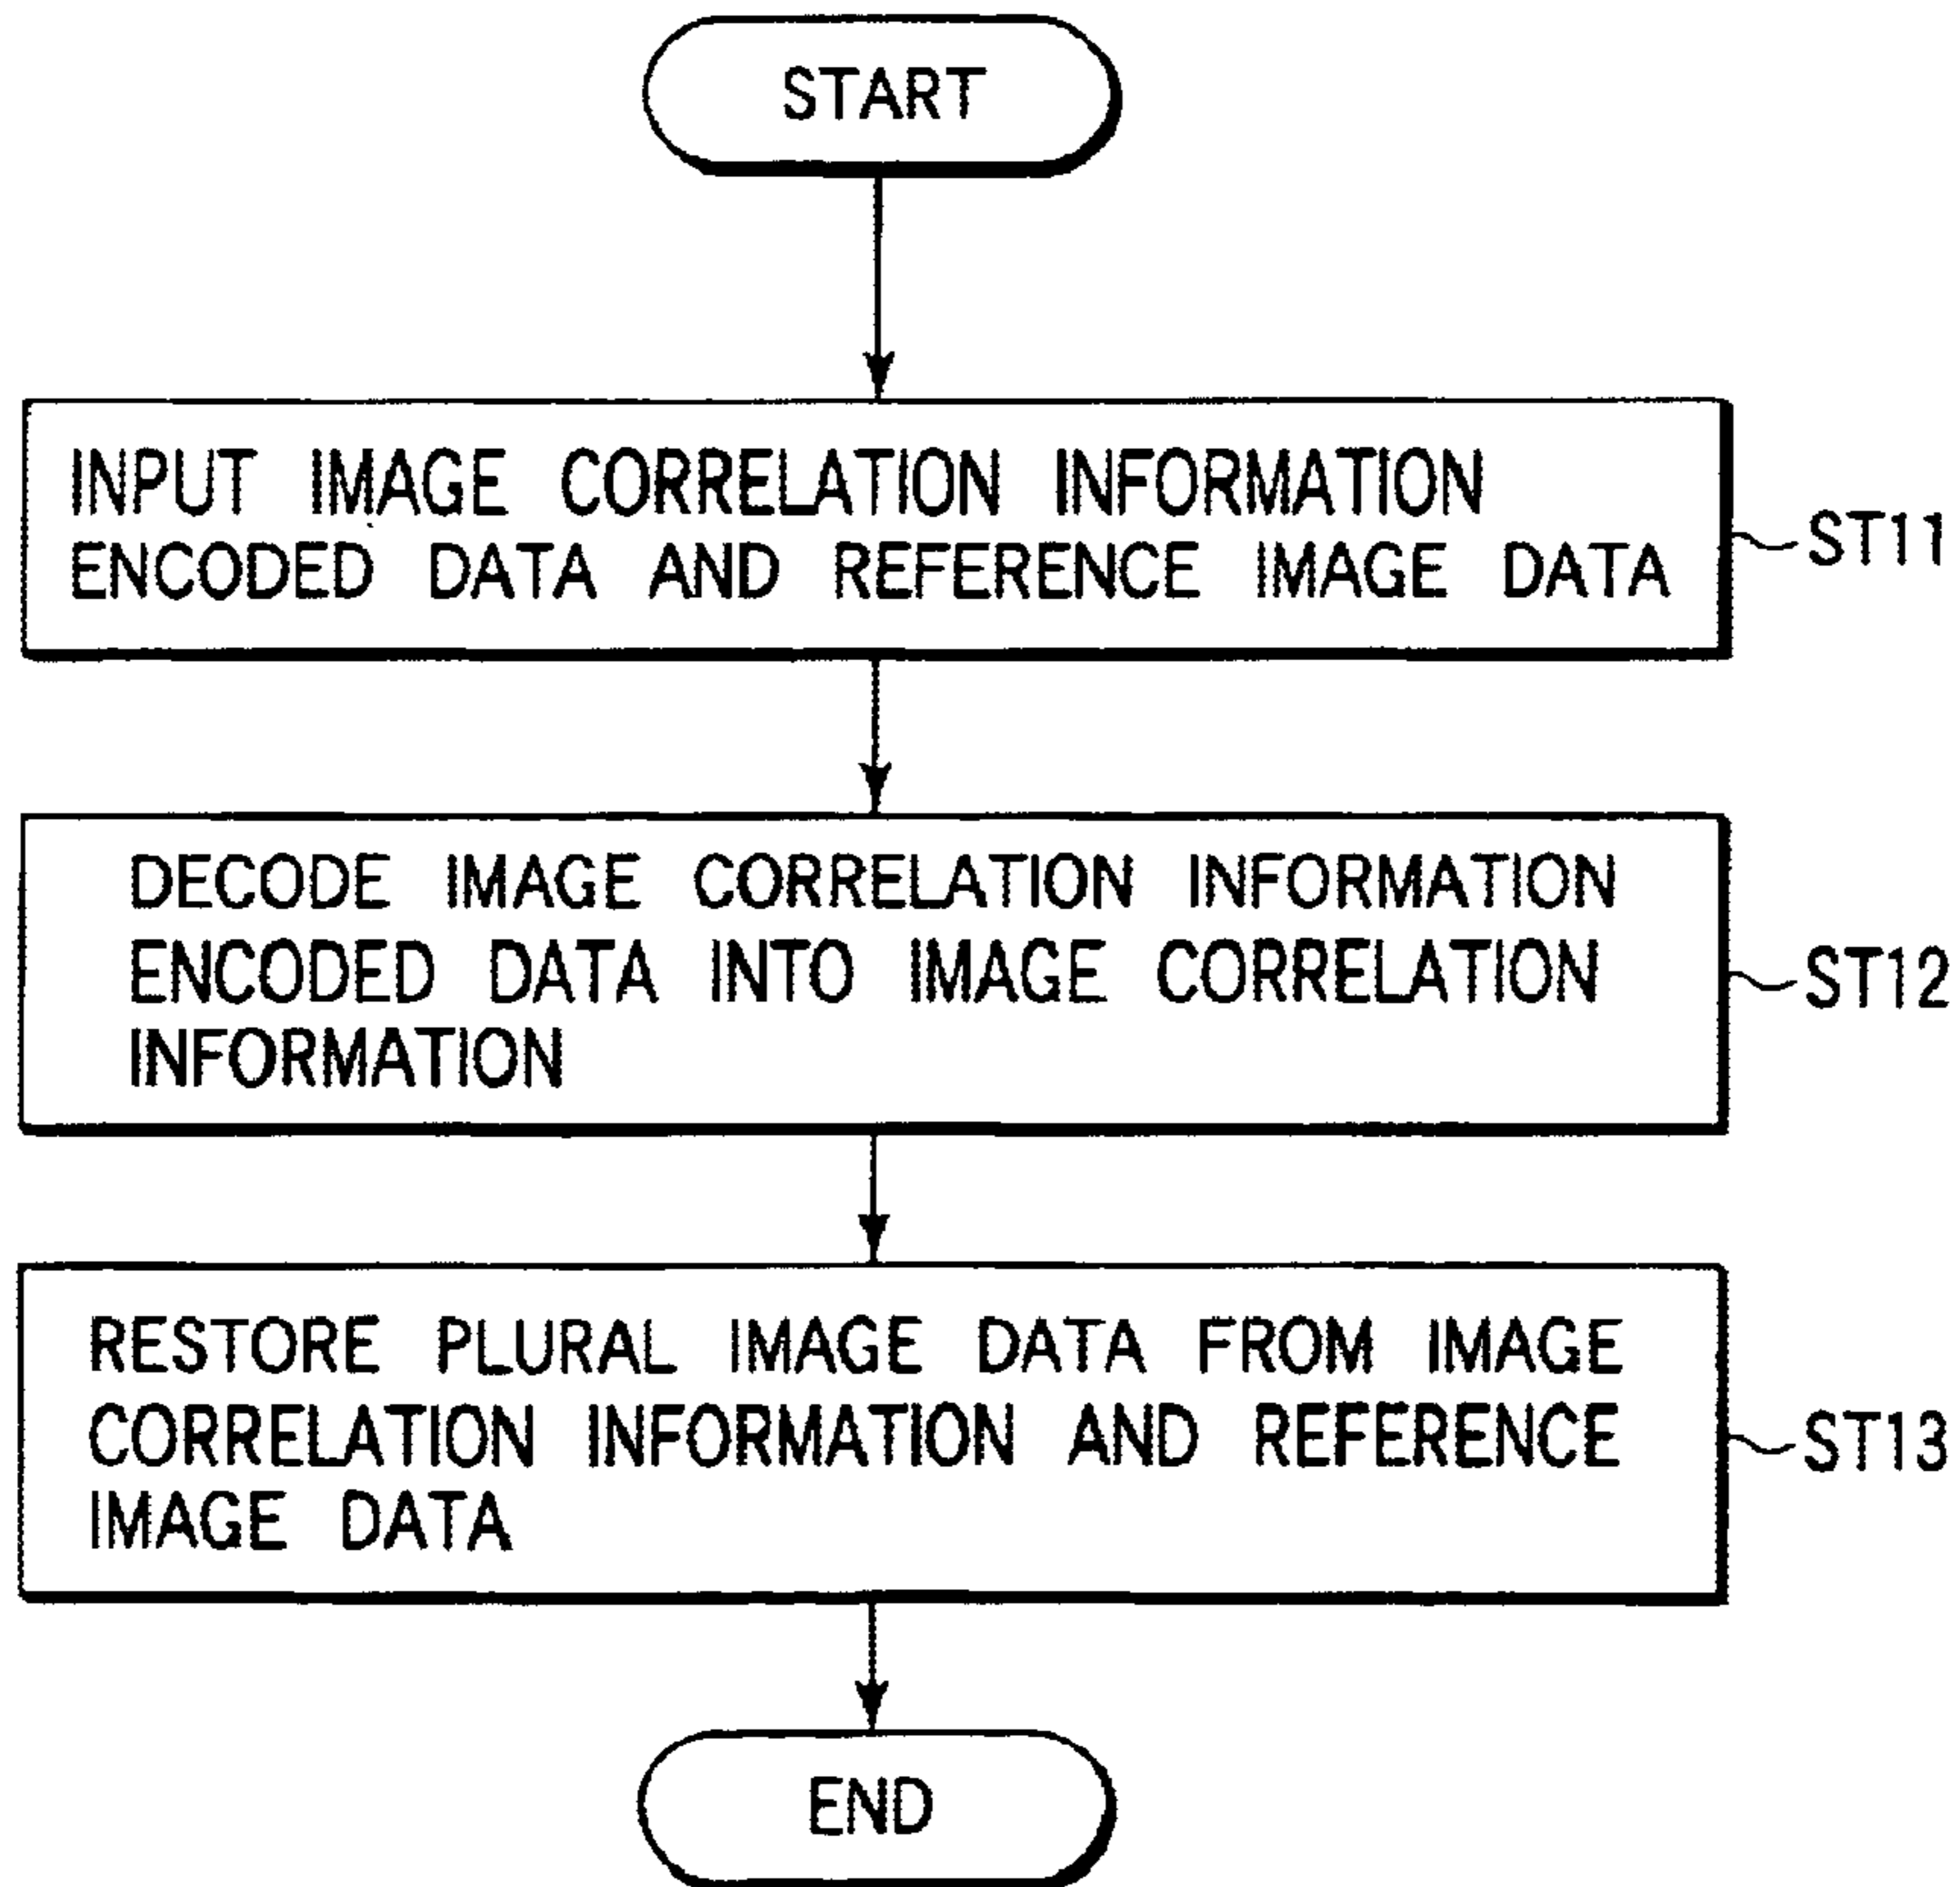 START
INPUT IMAGE CORRELATION INFORMATION
ENCODED DATA AND REFERENCE IMAGE DATA
ST11
DECODE IMAGE CORRELATION INFORMATION
ENCODED DATA INTO IMAGE CORRELATION
INFORMATION
ST12
RESTORE PLURAL IMAGE DATA FROM IMAGE
CORRELATION INFORMATION AND REFERENCE
IMAGE DATA
ST13
END